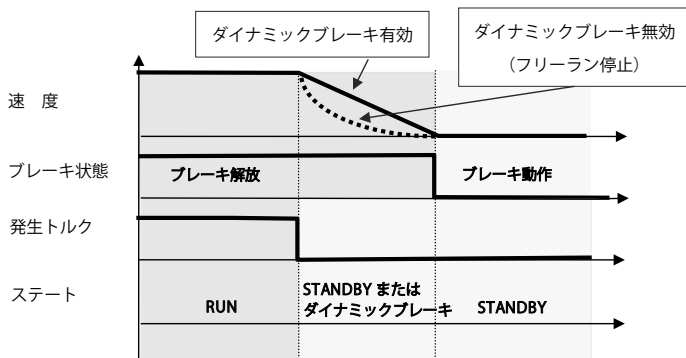 ダイナミックブレーキ有効
ダイナミックブレーキ無効
（フリーラン停止）
速　度
ブレーキ状態
ブレーキ解放
ブレーキ動作
発生トルク
ステート
RUN
STANDBY または
ダイナミックブレーキ
STANDBY